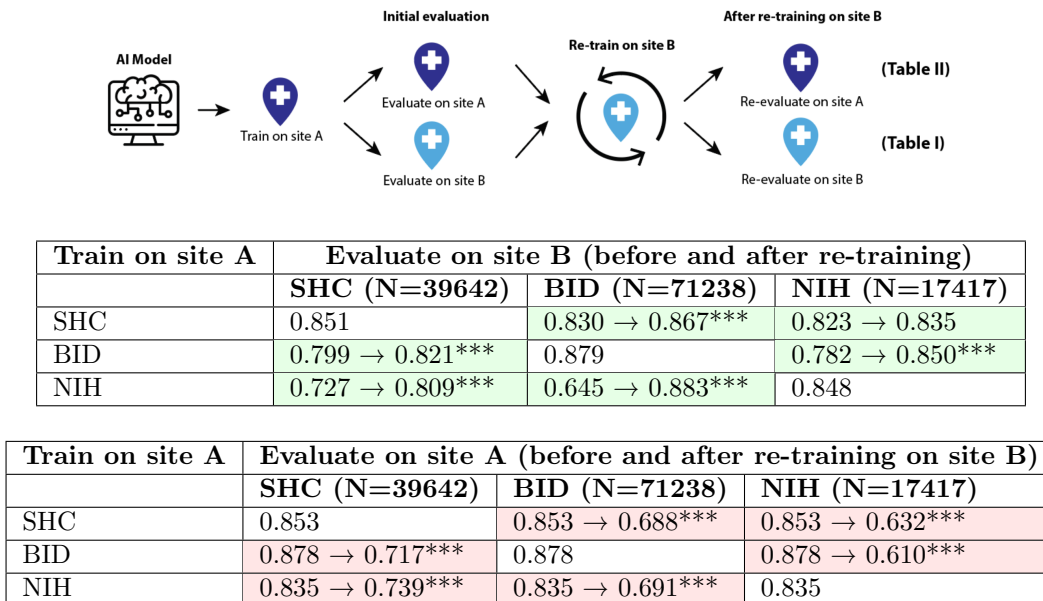 Initial evaluation
After re-training on site B
Re-train on site B
AI Model
(Table II)
Evaluate on site A
Re-evaluate on site A
Train on site A
(Table I)
Evaluate on site B
Re-evaluate on site B
Train on site A Evaluate on site B (before and after re-training)
SHC (N=39642) BID (N=71238) NIH (N=17417)
SHC 0.851 0.830 → 0.867*** 0.823 → 0.835
BID 0.799 → 0.821*** 0.879 0.782 → 0.850***
NIH 0.727 → 0.809*** 0.645 → 0.883*** 0.848
Train on site A Evaluate on site A (before and after re-training on site B)
SHC (N=39642) BID (N=71238) NIH (N=17417)
SHC 0.853 0.853 → 0.688*** 0.853 → 0.632***
BID 0.878 → 0.717*** 0.878 0.878 → 0.610***
NIH 0.835 → 0.739*** 0.835 → 0.691*** 0.835